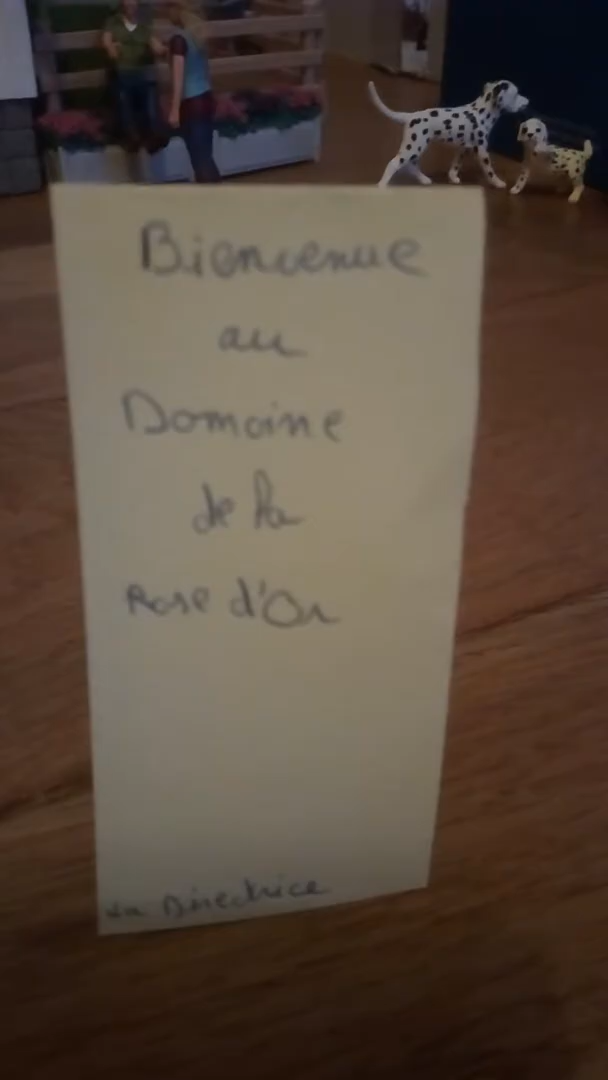 Bienvenue
au
Domaine
de la
Rose d'Or
La Directrice